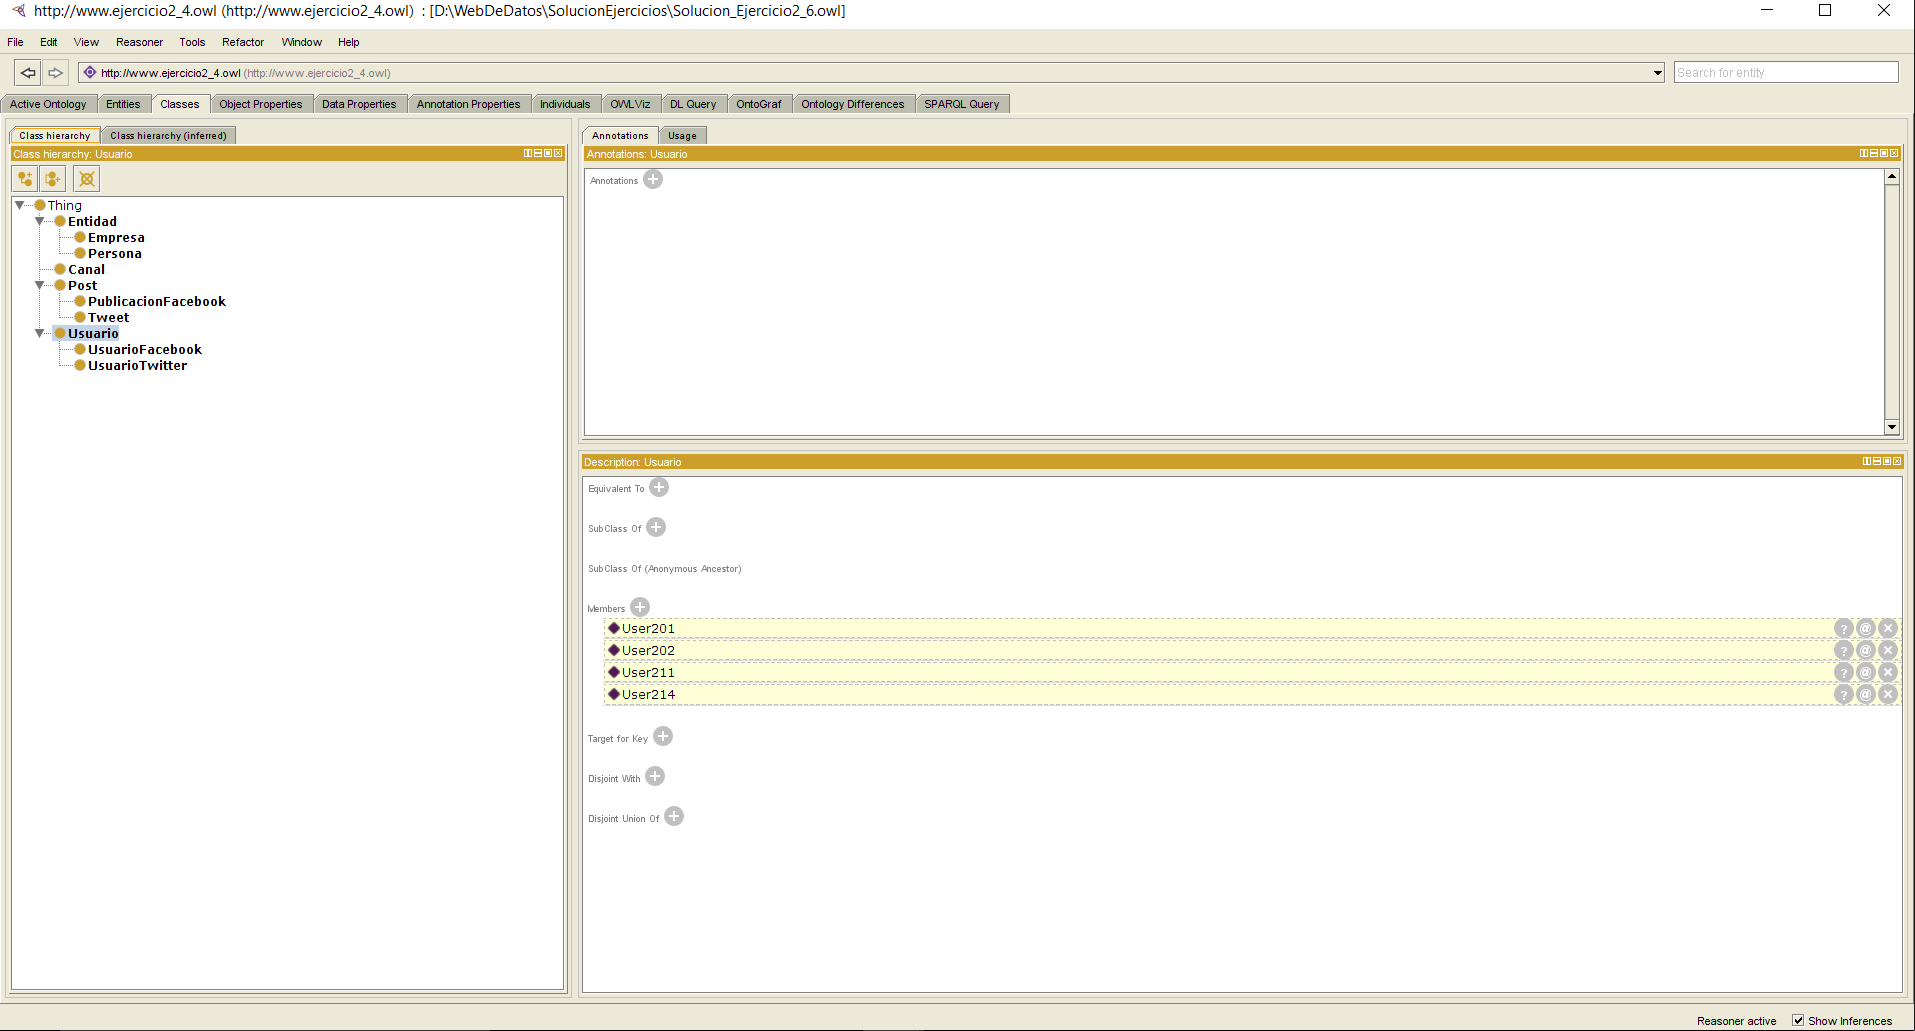 http://www.ejercicio2_4.owl (http://www.ejercicio2_4.owl) : [D:\WebDeDatos\SolucionEjercicios\Solucion_Ejercicio2_6.owl]
File Edit View Reasoner Tools Refactor Window Help
http://www.ejercicio2_4.owl (http://www.ejercicio2_4.owl) Search for entity
Active Ontology Entities Classes Object Properties Data Properties Annotation Properties Individuals OWLViz DL Query OntoGraf Ontology Differences SPARQL Query
Class hierarchy Class hierarchy (inferred)
Class hierarchy: Usuario
Thing
Entidad
Empresa
Persona
Canal
Post
PublicacionFacebook
Tweet
Usuario
UsuarioFacebook
UsuarioTwitter
Annotations Usage
Annotations: Usuario
Annotations
Description: Usuario
Equivalent To
SubClass Of
SubClass Of (Anonymous Ancestor)
Members
User201
User202
User211
User214
Target for Key
Disjoint With
Disjoint Union Of
Reasoner active Show Inferences